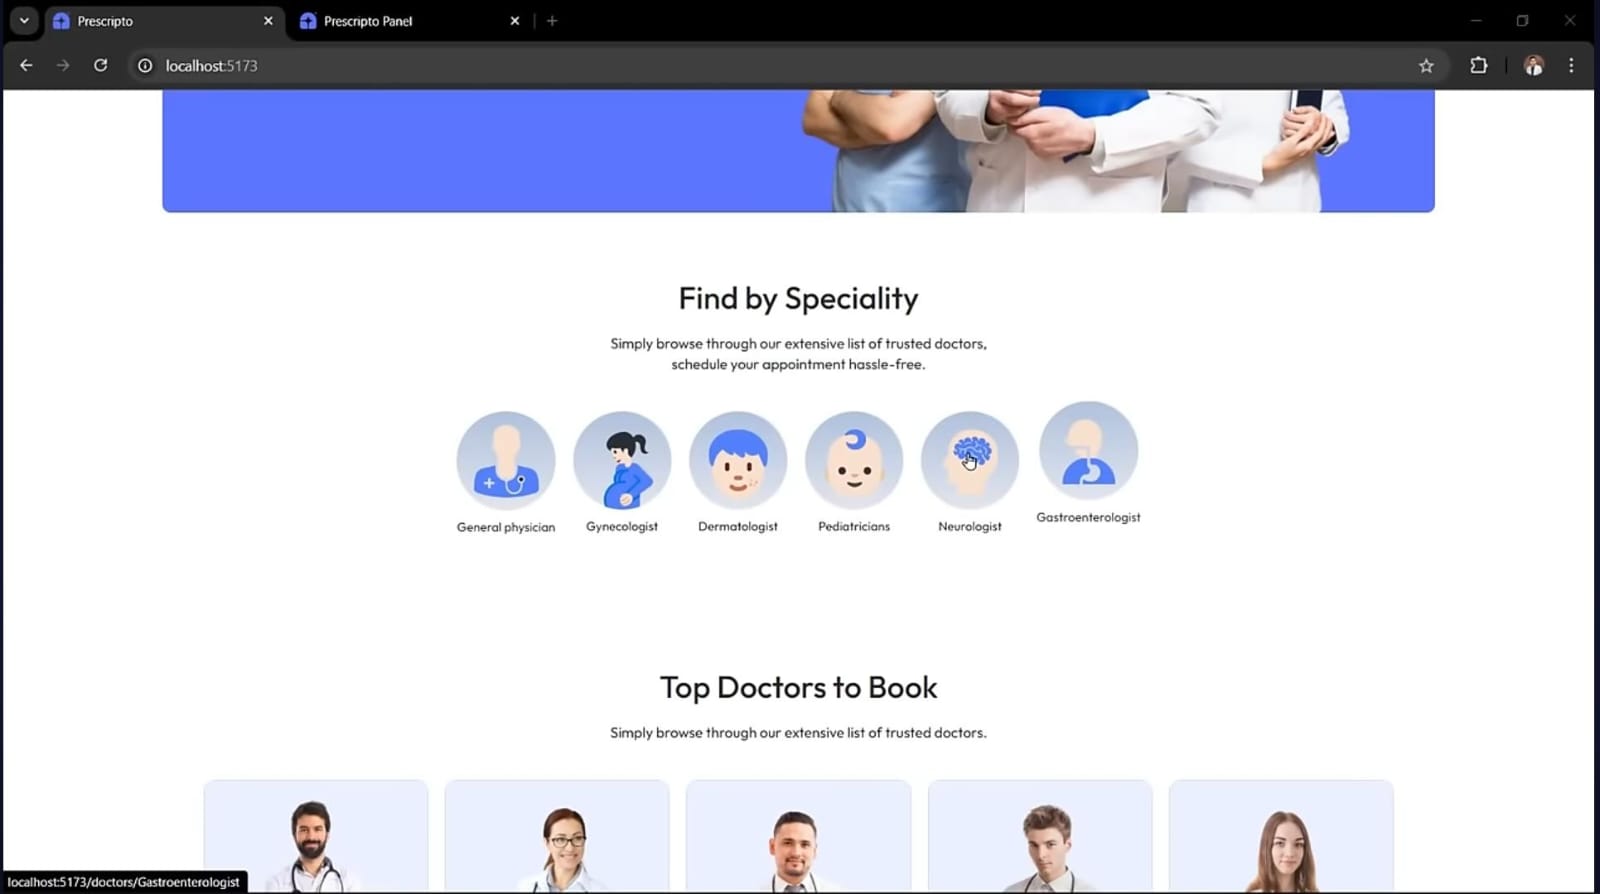 Prescripto
Prescripto Panel
localhost:5173
Find by Speciality
Simply browse through our extensive list of trusted doctors,
schedule your appointment hassle-free.
General physician
Gynecologist
Dermatologist
Pediatricians
Neurologist
Gastroenterologist
Top Doctors to Book
Simply browse through our extensive list of trusted doctors.
localhost:5173/doctors/Gastroenterologist